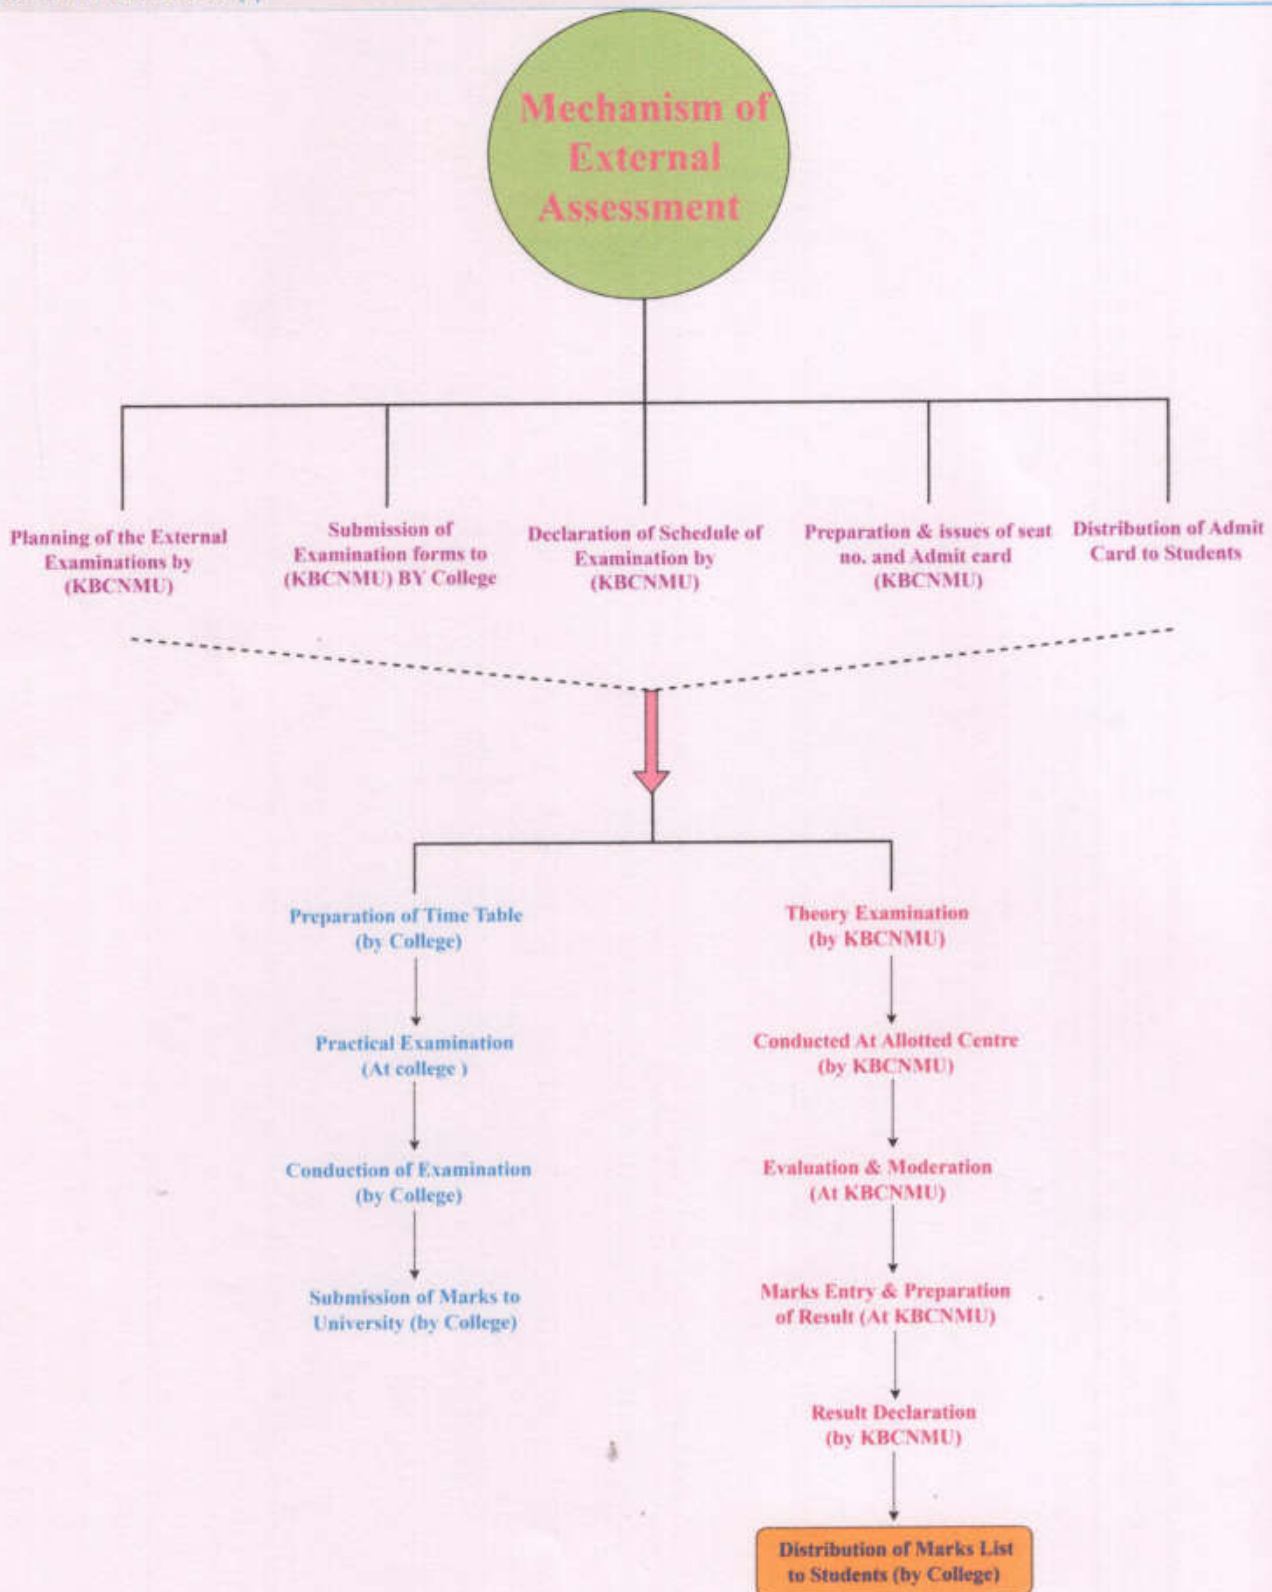 Mechanism of
External
Assessment
Planning of the External
Examinations by
(KBCNMU)
Submission of
Examination forms to
(KBCNMU) BY College
Declaration of Schedule of
Examination by
(KBCNMU)
Preparation & issues of seat
no. and Admit card
(KBCNMU)
Distribution of Admit
Card to Students
Preparation of Time Table
(by College)
Practical Examination
(At college )
Conduction of Examination
(by College)
Submission of Marks to
University (by College)
Theory Examination
(by KBCNMU)
Conducted At Allotted Centre
(by KBCNMU)
Evaluation & Moderation
(At KBCNMU)
Marks Entry & Preparation
of Result (At KBCNMU)
Result Declaration
(by KBCNMU)
Distribution of Marks List
to Students (by College)